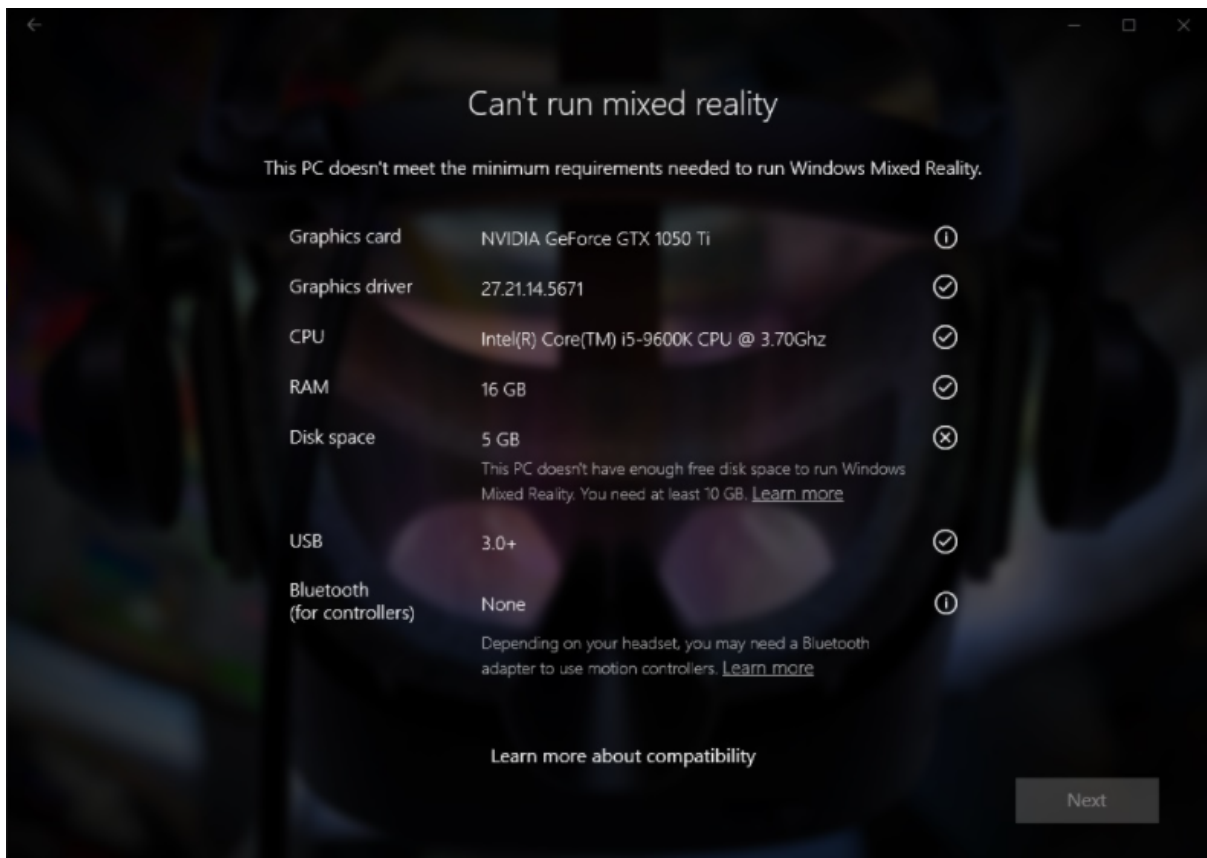 Can't run mixed reality
This PC doesn't meet the minimum requirements needed to run Windows Mixed Reality.
Graphics card NVIDIA GeForce GTX 1050 Ti
Graphics driver 27.21.14.5671
CPU Intel(R) Core(TM) i5-9600K CPU @ 3.70Ghz
RAM 16 GB
Disk space 5 GB
This PC doesn't have enough free disk space to run Windows
Mixed Reality. You need at least 10 GB. Learn more
USB 3.0+
Bluetooth
(for controllers) None
Depending on your headset, you may need a Bluetooth
adapter to use motion controllers. Learn more
Learn more about compatibility
Next